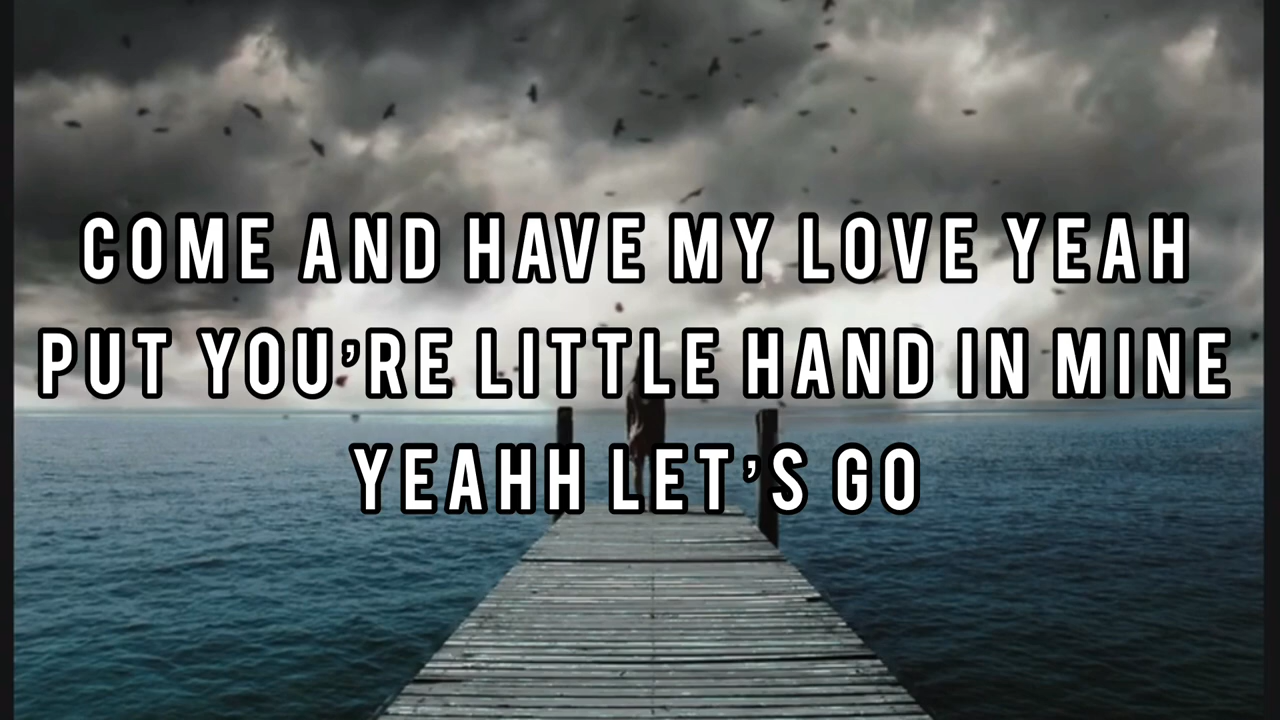 COME AND HAVE MY LOVE YEAH
PUT YOU'RE LITTLE HAND IN MINE
YEAHH LET'S GO